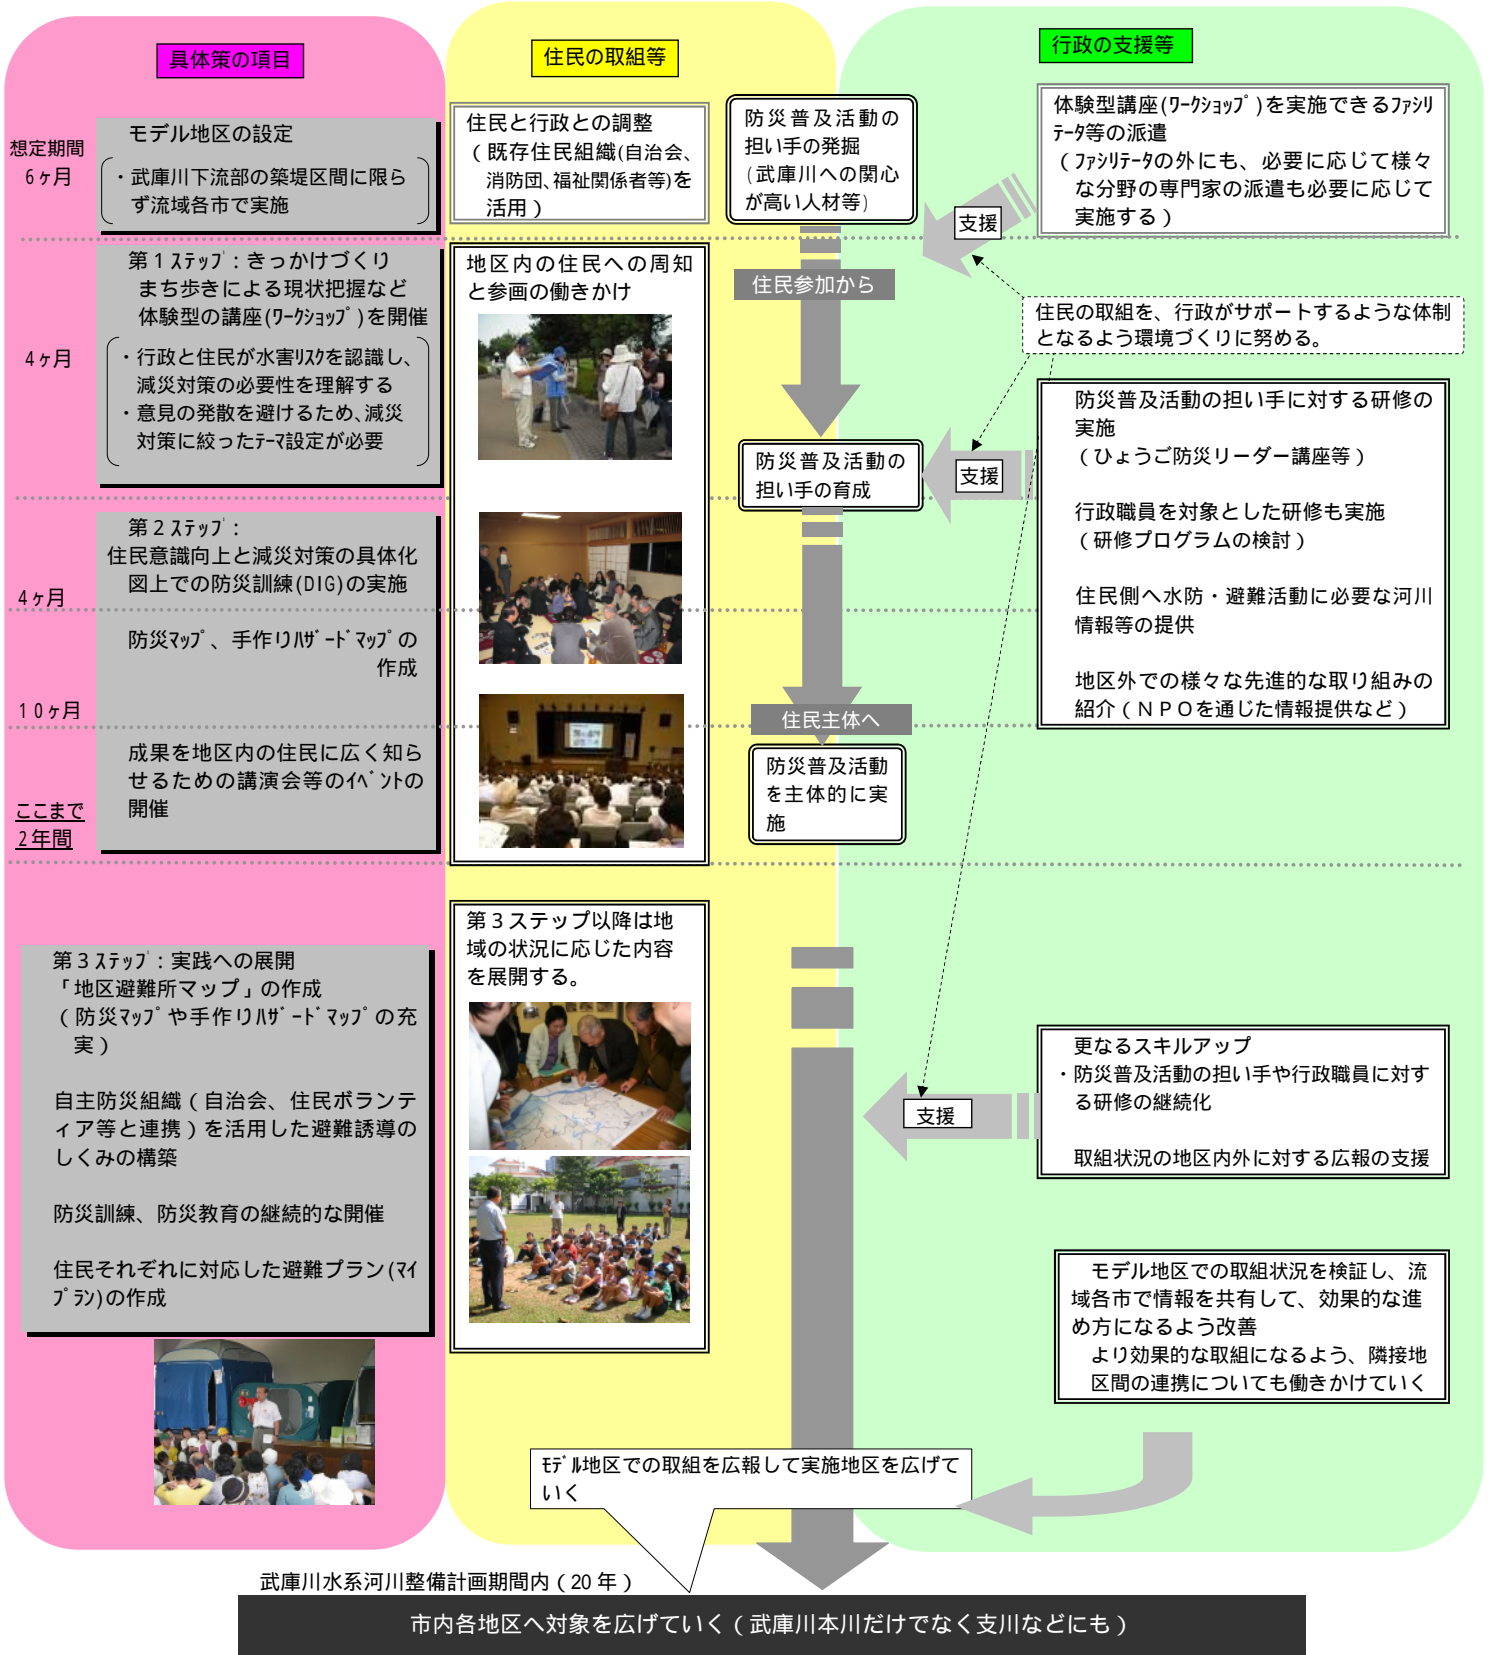 具体策の項目
住民の取組等
行政の支援等
想定期間
6ヶ月
モデル地区の設定
・武庫川下流部の築堤区間に限ら
ず流域各市で実施
住民と行政との調整
(既存住民組織(自治会、
消防団、福祉関係者等)を
活用)
防災普及活動の
担い手の発掘
(武庫川への関心
が高い人材等)
体験型講座(ﾜｰｸｼｮｯﾌﾟ)を実施できるﾌｧｼﾘ
ﾃｰﾀ等の派遣
(ﾌｧｼﾘﾃｰﾀの外にも、必要に応じて様々
な分野の専門家の派遣も必要に応じて
実施する)
支援
4ヶ月
第1ｽﾃｯﾌﾟ:きっかけづくり
まち歩きによる現状把握など
体験型の講座(ﾜｰｸｼｮｯﾌﾟ)を開催
・行政と住民が水害ﾘｽｸを認識し、
減災対策の必要性を理解する
・意見の発散を避けるため、減災
対策に絞ったﾃｰﾏ設定が必要
地区内の住民への周知
と参画の働きかけ
住民参加から
住民の取組を、行政がサポートするような体制
となるよう環境づくりに努める。
防災普及活動の
担い手の育成
支援
防災普及活動の担い手に対する研修の
実施
(ひょうご防災リーダー講座等)
行政職員を対象とした研修も実施
(研修プログラムの検討)
住民側へ水防・避難活動に必要な河川
情報等の提供
地区外での様々な先進的な取り組みの
紹介(NPOを通じた情報提供など)
4ヶ月
第2ｽﾃｯﾌﾟ:
住民意識向上と減災対策の具体化
図上での防災訓練(DIG)の実施
防災ﾏｯﾌﾟ、手作りﾊｻﾞｰﾄﾞﾏｯﾌﾟの
作成
10ヶ月
住民主体へ
成果を地区内の住民に広く知ら
せるための講演会等のｲﾍﾞﾝﾄの
開催
ここまで
2年間
防災普及活動
を主体的に実
施
第3ｽﾃｯﾌﾟ:実践への展開
「地区避難所マップ」の作成
(防災ﾏｯﾌﾟや手作りﾊｻﾞｰﾄﾞﾏｯﾌﾟの充
実)
自主防災組織(自治会、住民ボランテ
ィア等と連携)を活用した避難誘導の
しくみの構築
防災訓練、防災教育の継続的な開催
住民それぞれに対応した避難プラン(ﾏｲ
ﾌﾟﾗﾝ)の作成
第3ステップ以降は地
域の状況に応じた内容
を展開する。
支援
更なるスキルアップ
・防災普及活動の担い手や行政職員に対す
る研修の継続化
取組状況の地区内外に対する広報の支援
モデル地区での取組状況を検証し、流
域各市で情報を共有して、効果的な進
め方になるよう改善
より効果的な取組になるよう、隣接地
区間の連携についても働きかけていく
ﾓﾃﾞﾙ地区での取組を広報して実施地区を広げて
いく
武庫川水系河川整備計画期間内(20年)
市内各地区へ対象を広げていく(武庫川本川だけでなく支川などにも)